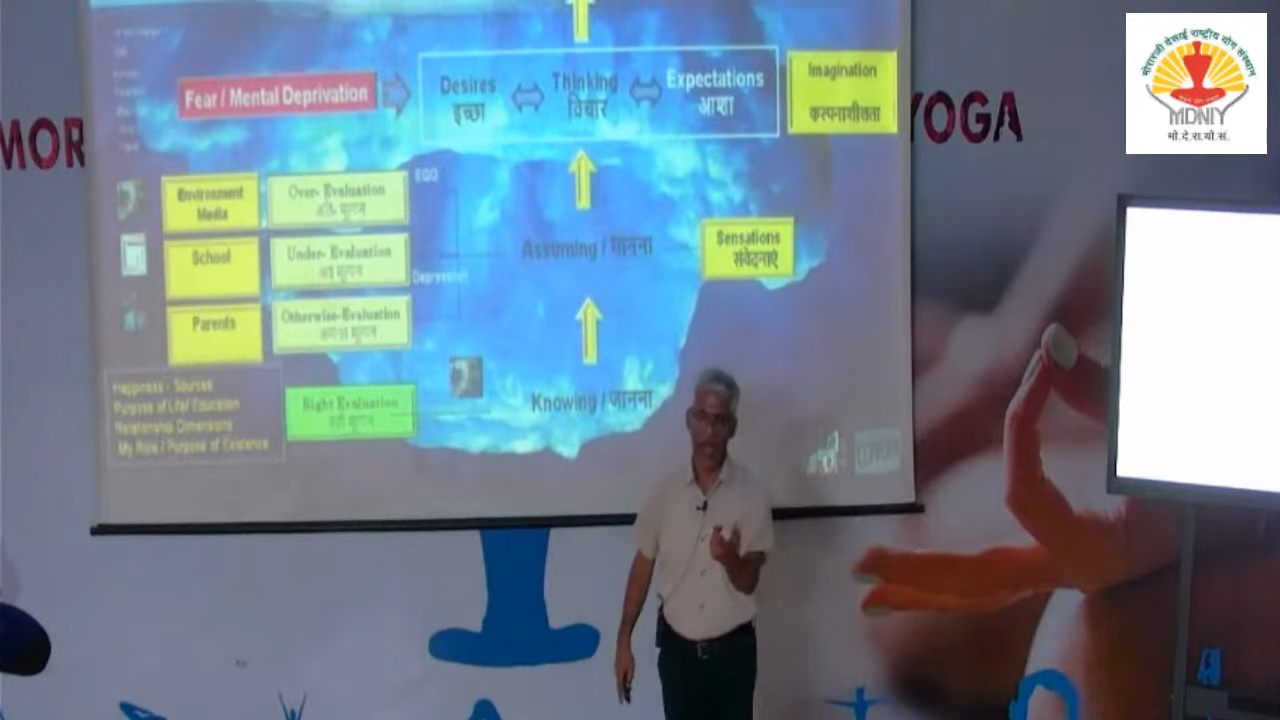 Fear / Mental Deprivation
Desires
इच्छा
Thinking
विचार
Expectations
आशा
Imagination
कल्पनाशीलता
MOR
YOGA
मोरारजी देसाई राष्ट्रीय योग संस्थान
MDNIY
मो.दे.रा.यो.सं.
Environment
Media
Over- Evaluation
EGO
School
Under- Evaluation
Depression
Parents
Otherwise-Evaluation
Assuming / मानना
Sensations
संवेदनाएं
Happiness - Sources
Purpose of Life/ Education
Relationship Dimensions
My Role / Purpose of Existence
Right Evaluation
Knowing / जानना